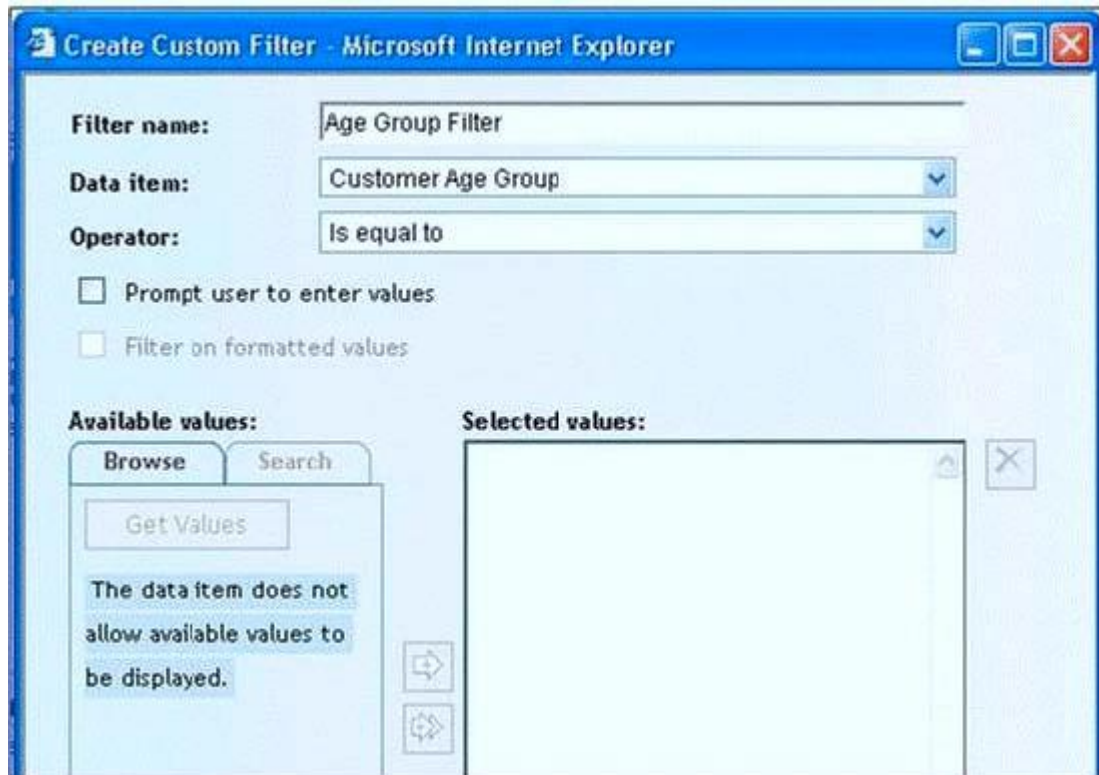 Create Custom Filter - Microsoft Internet Explorer
Filter name: Age Group Filter
Data item: Customer Age Group
Operator: Is equal to
Prompt user to enter values
Filter on formatted values
Available values: Selected values:
Browse Search
Get Values
The data item does not
allow available values to
be displayed.